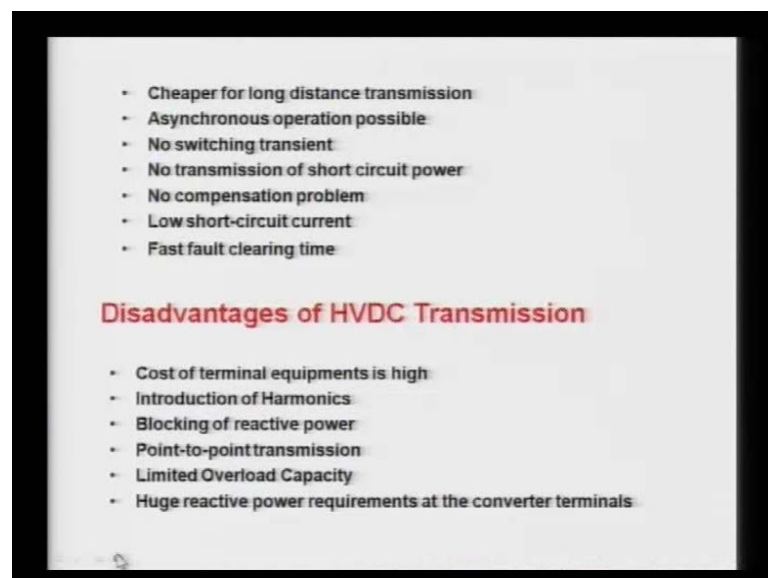 Cheaper for long distance transmission
Asynchronous operation possible
No switching transient
No transmission of short circuit power
No compensation problem
Low short-circuit current
Fast fault clearing time
Disadvantages of HVDC Transmission
Cost of terminal equipments is high
Introduction of Harmonics
Blocking of reactive power
Point-to-point transmission
Limited Overload Capacity
Huge reactive power requirements at the converter terminals